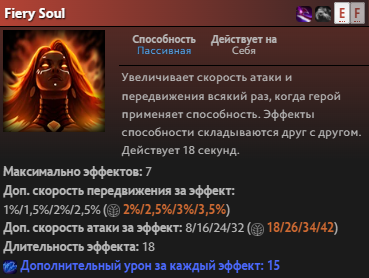 Fiery Soul
E F
Способность Действует на
Пассивная Себя
Увеличивает скорость атаки и
передвижения всякий раз, когда герой
применяет способность. Эффекты
способности складываются друг с другом.
Действует 18 секунд.
Максимально эффектов: 7
Доп. скорость передвижения за эффект:
1%/1,5%/2%/2,5% ( 2%/2,5%/3%/3,5%)
Доп. скорость атаки за эффект: 8/16/24/32 ( 18/26/34/42)
Длительность эффекта: 18
Дополнительный урон за каждый эффект: 15